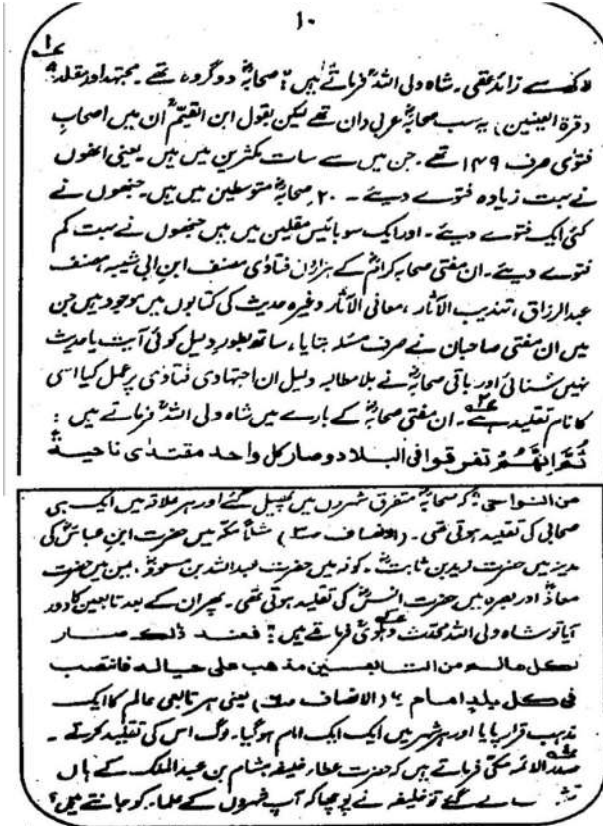 ۱۰
لاکھ سے زائد تھی۔ شاہ ولی اللہؒ فرماتے ہیں: "صحابہؓ دو گروہ تھے۔ مجتہد اور مقلد"
(قرۃ العینین) یہ سب صحابہؓ عربی دان تھے لیکن بقول ابن القیمؒ ان میں اصحابِ
فتوٰی صرف ۱۴۹ تھے۔ جن میں سے سات مکثرین میں ہیں یعنی انھوں
نے بہت زیادہ فتوے دیئے۔ ۲۰ صحابہؓ متوسطین میں ہیں۔ جنھوں نے
کئی ایک فتوے دیئے۔ اور ایک سو بائیس مقلین میں ہیں جنھوں نے بہت کم
فتوے دیئے۔ ان مفتی صحابہ کرامؓ کے ہزاروں فتاوٰی مصنف ابن ابی شیبہ، مصنف
عبدالرزاق، تہذیب الآثار، معانی الآثار وغیرہ حدیث کی کتابوں میں موجود ہیں جن
میں ان مفتی صاحبان نے صرف مسئلہ بتایا، ساتھ بطور دلیل کوئی آیت یا حدیث
نہیں سنائی اور باقی صحابہؓ نے بلا مطالبہ دلیل ان اجتہادی فتاوٰی پر عمل کیا اسی
کا نام تقلید ہے۔ ان مفتی صحابہؓ کے بارے میں شاہ ولی اللہؒ فرماتے ہیں:
ثُمَّ اِنَّهُمْ تفرقوا فی البلاد وصار کل واحد مقتدٰی ناحیة
من النواحی: کہ صحابہؓ متفرق شہروں میں پھیل گئے اور ہر علاقہ میں ایک ہی
صحابی کی تقلید ہوتی تھی۔ (الانصاف ص۳) مثلاً مکہ میں حضرت ابن عباسؓ کی
مدینہ میں حضرت زید بن ثابتؓ۔ کوفہ میں حضرت عبداللہ بن مسعودؓ، یمن میں حضرت
معاذؓ اور بصرہ میں حضرت انسؓ کی تقلید ہوتی تھی۔ پھر ان کے بعد تابعین کا دور
آیا تو شاہ ولی اللہ محدث دہلویؒ فرماتے ہیں: فعند ذلک صار
لکل عالم من التابعین مذهب علی حیاله فانتصب
فی کل بلد امام" (الانصاف ص۶) یعنی ہر تابعی عالم کا ایک
مذہب قرار پایا اور ہر شہر میں ایک ایک امام ہو گیا۔ لوگ اس کی تقلید کرتے۔
صدر الائمہ مکی فرماتے ہیں کہ حضرت عطاء خلیفہ ہشام بن عبدالملک کے ہاں
لے گئے تو خلیفہ نے پوچھا کہ آپ شہروں کے علماء کو جانتے ہیں؟